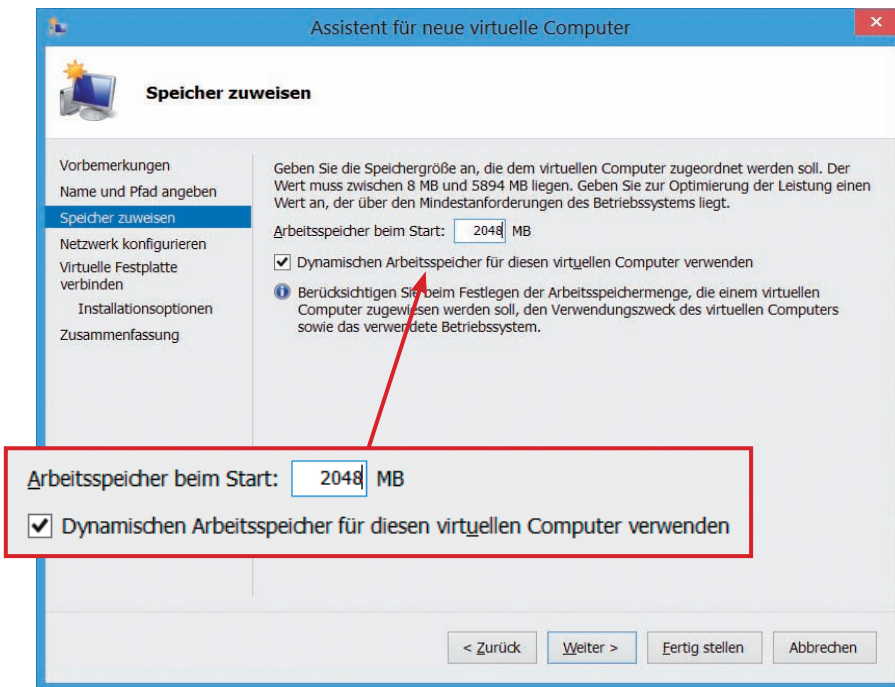 Assistent für neue virtuelle Computer
Speicher zuweisen
Vorbemerkungen
Name und Pfad angeben
Speicher zuweisen
Netzwerk konfigurieren
Virtuelle Festplatte
verbinden
Installationsoptionen
Zusammenfassung
Geben Sie die Speichergröße an, die dem virtuellen Computer zugeordnet werden soll. Der
Wert muss zwischen 8 MB und 5894 MB liegen. Geben Sie zur Optimierung der Leistung einen
Wert an, der über den Mindestanforderungen des Betriebssystems liegt.
Arbeitsspeicher beim Start: 2048 MB
Dynamischen Arbeitsspeicher für diesen virtuellen Computer verwenden
Berücksichtigen Sie beim Festlegen der Arbeitsspeichermenge, die einem virtuellen
Computer zugewiesen werden soll, den Verwendungszweck des virtuellen Computers
sowie das verwendete Betriebssystem.
Arbeitsspeicher beim Start: 2048 MB
Dynamischen Arbeitsspeicher für diesen virtuellen Computer verwenden
< Zurück Weiter > Fertig stellen Abbrechen